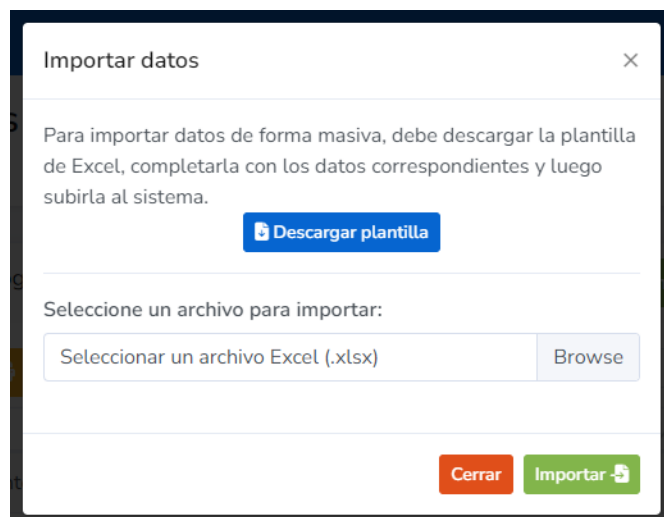 Importar datos
Para importar datos de forma masiva, debe descargar la plantilla
de Excel, completarla con los datos correspondientes y luego
subirla al sistema.
Descargar plantilla
Seleccione un archivo para importar:
Seleccionar un archivo Excel (.xlsx) Browse
Cerrar Importar